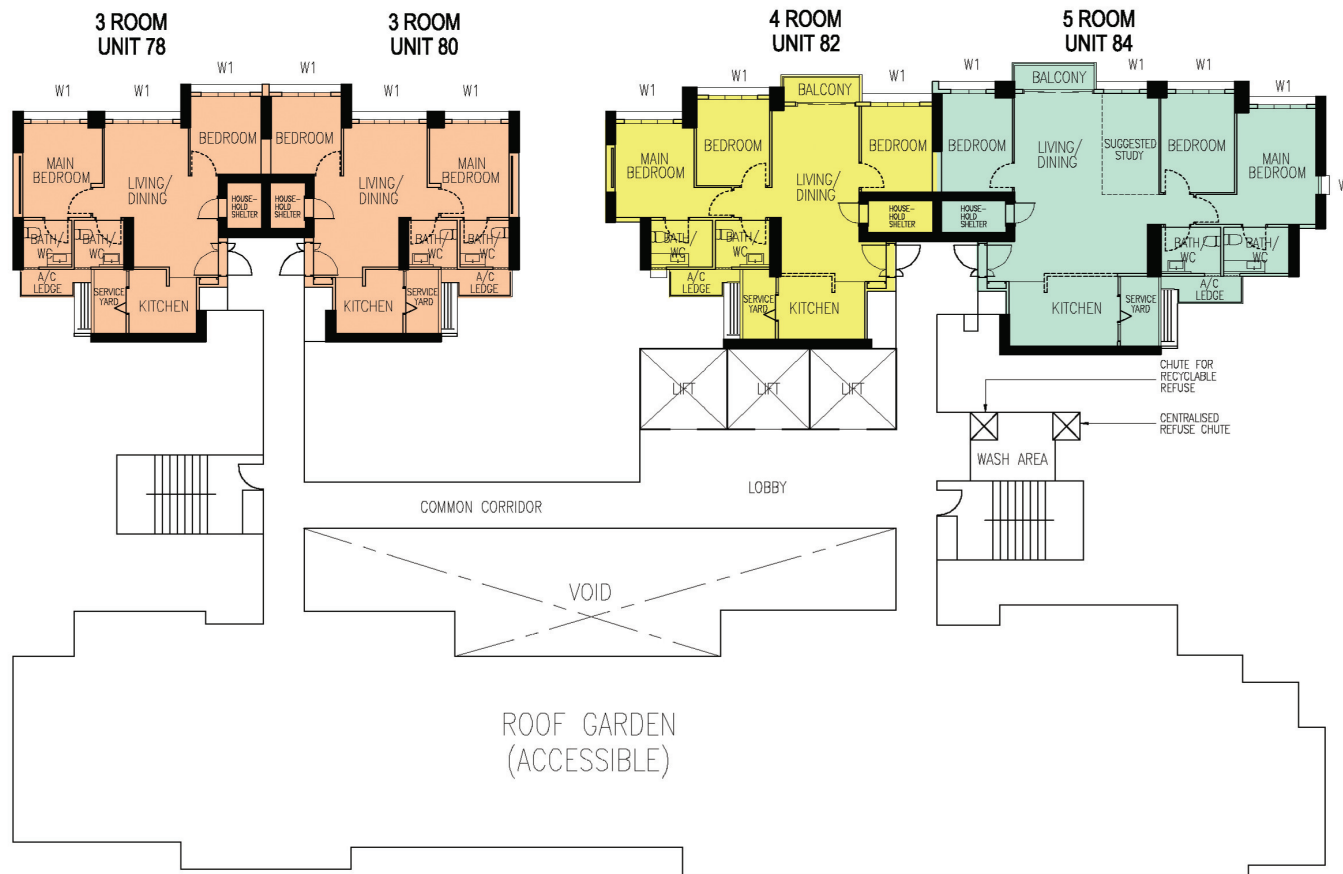 3 ROOM
UNIT 78
3 ROOM
UNIT 80
4 ROOM
UNIT 82
5 ROOM
UNIT 84
W1
W1
W1
W1
W1
W1
MAIN
BEDROOM
LIVING/
DINING
BEDROOM
HOUSE-
HOLD
SHELTER
BATH/
WC
BATH/
WC
A/C
LEDGE
SERVICE
YARD
KITCHEN
BEDROOM
LIVING/
DINING
MAIN
BEDROOM
HOUSE-
HOLD
SHELTER
BATH/
WC
BATH/
WC
A/C
LEDGE
KITCHEN
SERVICE
YARD
W1
W1
BALCONY
W1
MAIN
BEDROOM
BEDROOM
LIVING/
DINING
BEDROOM
HOUSE-
HOLD
SHELTER
BATH/
WC
BATH/
WC
A/C
LEDGE
SERVICE
YARD
KITCHEN
W1
BALCONY
W1
W1
W1
BEDROOM
LIVING/
DINING
SUGGESTED
STUDY
BEDROOM
MAIN
BEDROOM
W
HOUSE-
HOLD
SHELTER
BATH/
WC
BATH/
WC
A/C
LEDGE
KITCHEN
SERVICE
YARD
LIFT
LIFT
LIFT
CHUTE FOR
RECYCLABLE
REFUSE
CENTRALISED
REFUSE CHUTE
WASH AREA
LOBBY
COMMON CORRIDOR
VOID
ROOF GARDEN
(ACCESSIBLE)